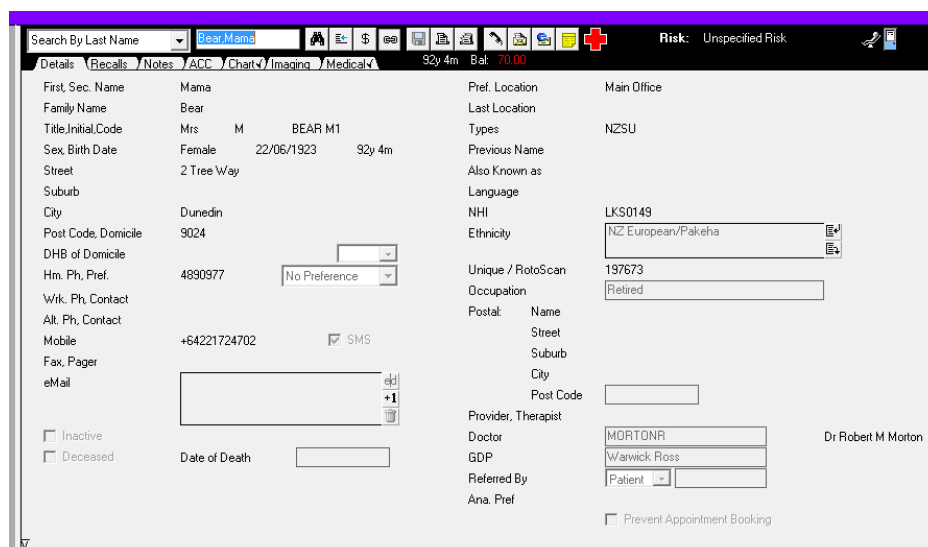 Search By Last Name Bear,Mama $ Risk: Unspecified Risk
Details Recalls Notes ACC Chart√ Imaging Medical√ 92y 4m Bal: 70.00
First, Sec. Name Mama Pref. Location Main Office
Family Name Bear Last Location
Title,Initial,Code Mrs M BEAR M1 Types NZSU
Sex, Birth Date Female 22/06/1923 92y 4m Previous Name
Street 2 Tree Way Also Known as
Suburb Language
City Dunedin NHI LKS0149
Post Code, Domicile 9024 Ethnicity NZ European/Pakeha
DHB of Domicile
Hm. Ph, Pref. 4890977 No Preference Unique / RotoScan 197673
Wrk. Ph, Contact Occupation Retired
Alt. Ph, Contact Postal: Name
Mobile +64221724702 SMS Street
Fax, Pager Suburb
eMail City
+1 Post Code
Provider, Therapist
Inactive Doctor MORTONR Dr Robert M Morton
Deceased Date of Death GDP Warwick Ross
Referred By Patient
Ana. Pref
Prevent Appointment Booking